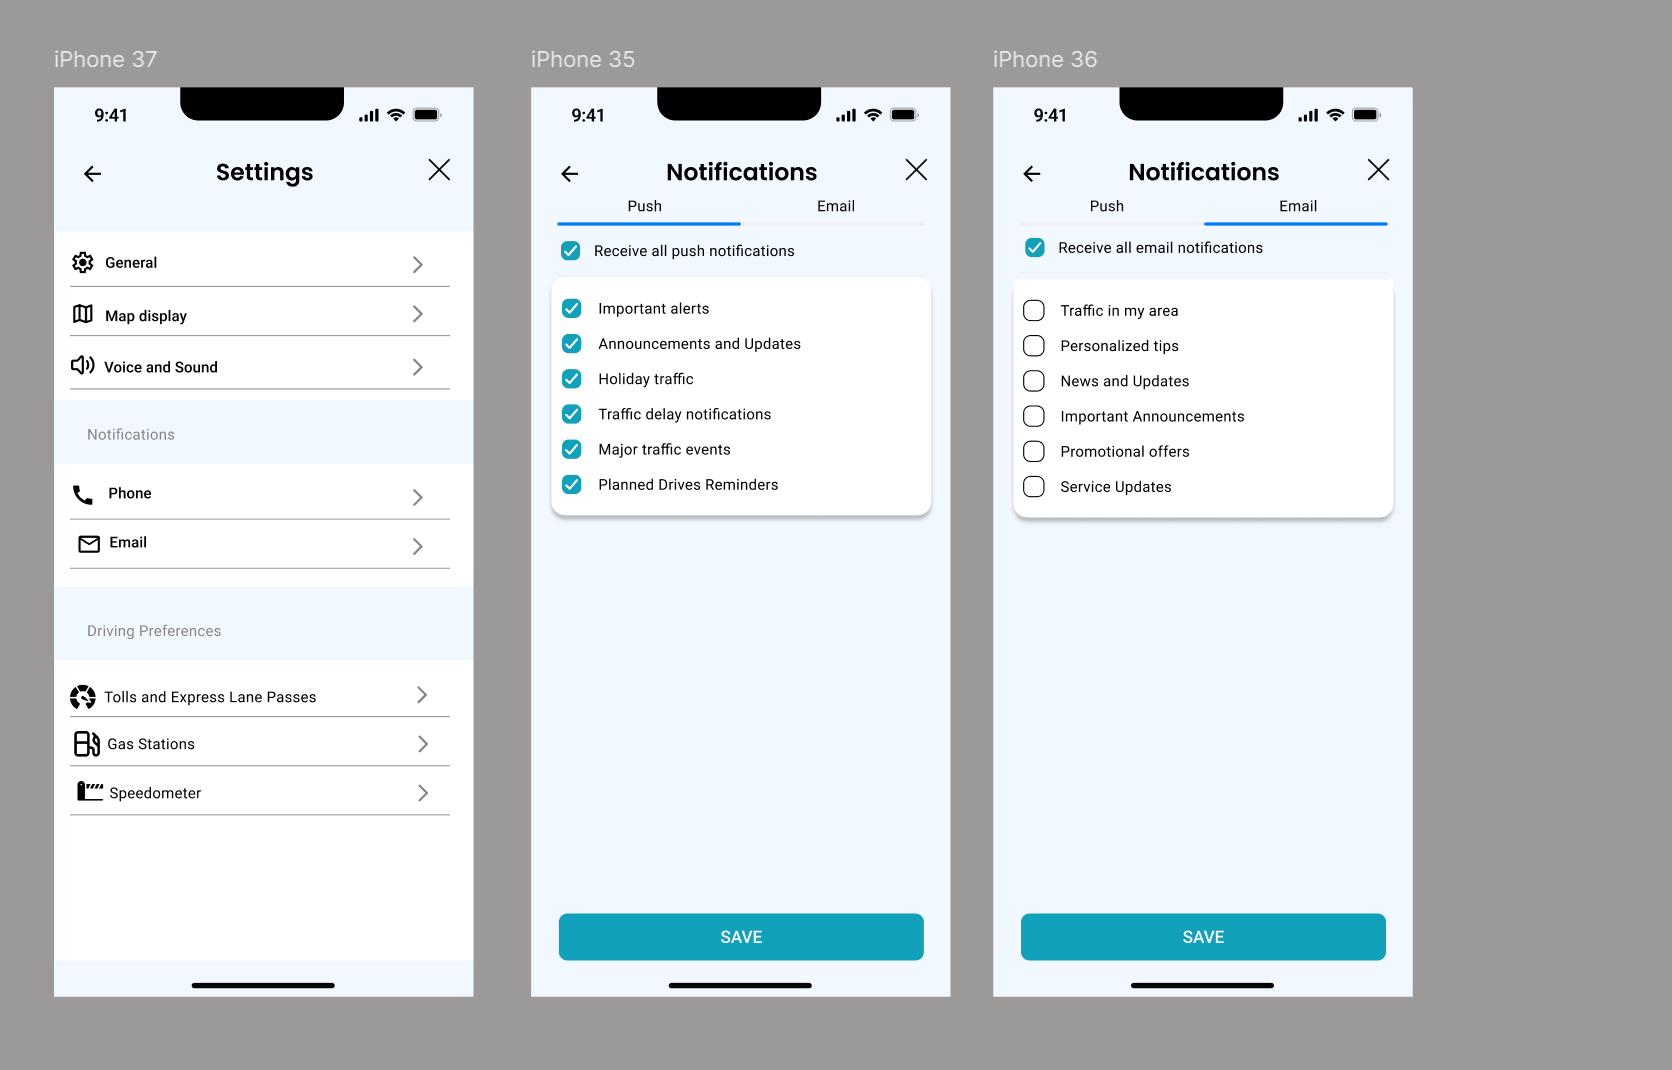 iPhone 37
9:41
Settings
General
Map display
Voice and Sound
Notifications
Phone
Email
Driving Preferences
Tolls and Express Lane Passes
Gas Stations
Speedometer
iPhone 35
9:41
Notifications
Push Email
Receive all push notifications
Important alerts
Announcements and Updates
Holiday traffic
Traffic delay notifications
Major traffic events
Planned Drives Reminders
SAVE
iPhone 36
9:41
Notifications
Push Email
Receive all email notifications
Traffic in my area
Personalized tips
News and Updates
Important Announcements
Promotional offers
Service Updates
SAVE